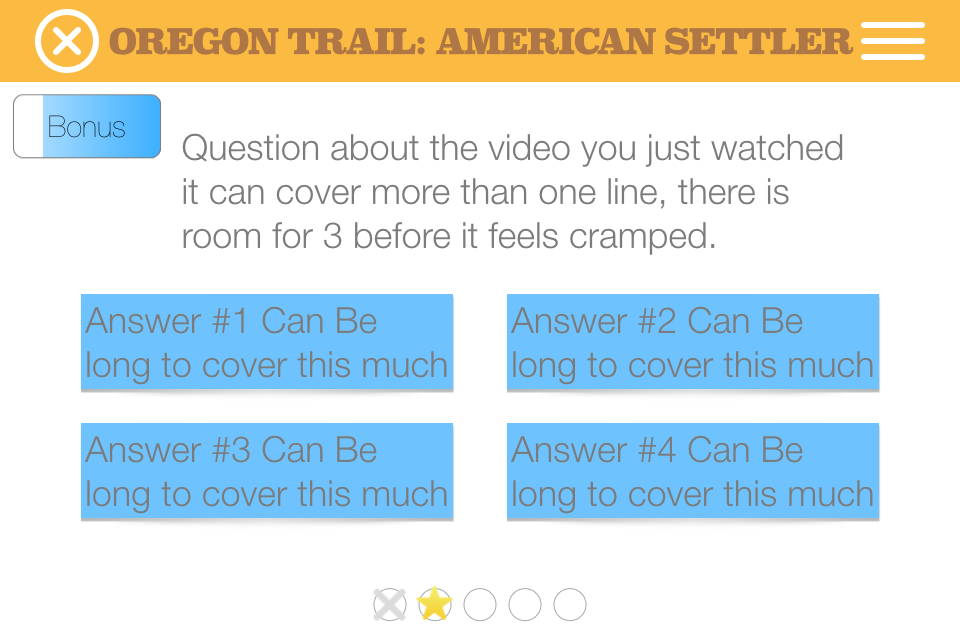 OREGON TRAIL: AMERICAN SETTLER
Bonus
Question about the video you just watched
it can cover more than one line, there is
room for 3 before it feels cramped.
Answer #1 Can Be
long to cover this much
Answer #2 Can Be
long to cover this much
Answer #3 Can Be
long to cover this much
Answer #4 Can Be
long to cover this much